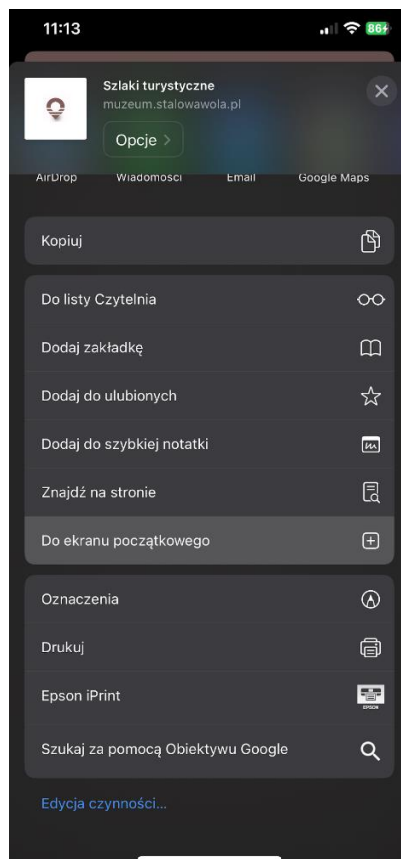 11:13
86
Szlaki turystyczne
muzeum.stalowawola.pl
Opcje >
AirDrop Wiadomości Email Google Maps
Kopiuj
Do listy Czytelnia
Dodaj zakładkę
Dodaj do ulubionych
Dodaj do szybkiej notatki
Znajdź na stronie
Do ekranu początkowego
Oznaczenia
Drukuj
Epson iPrint
EPSON
Szukaj za pomocą Obiektywu Google
Edycja czynności...